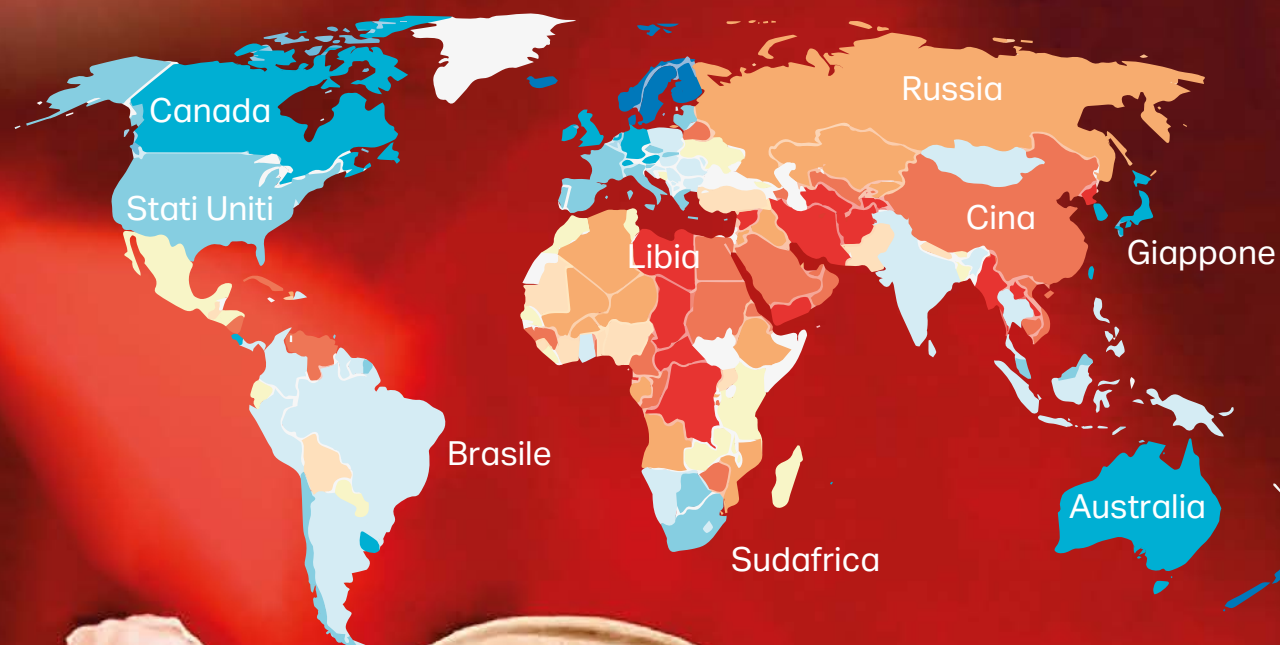 Canada
Russia
Stati Uniti
Cina
Libia
Giappone
Brasile
Australia
Sudafrica